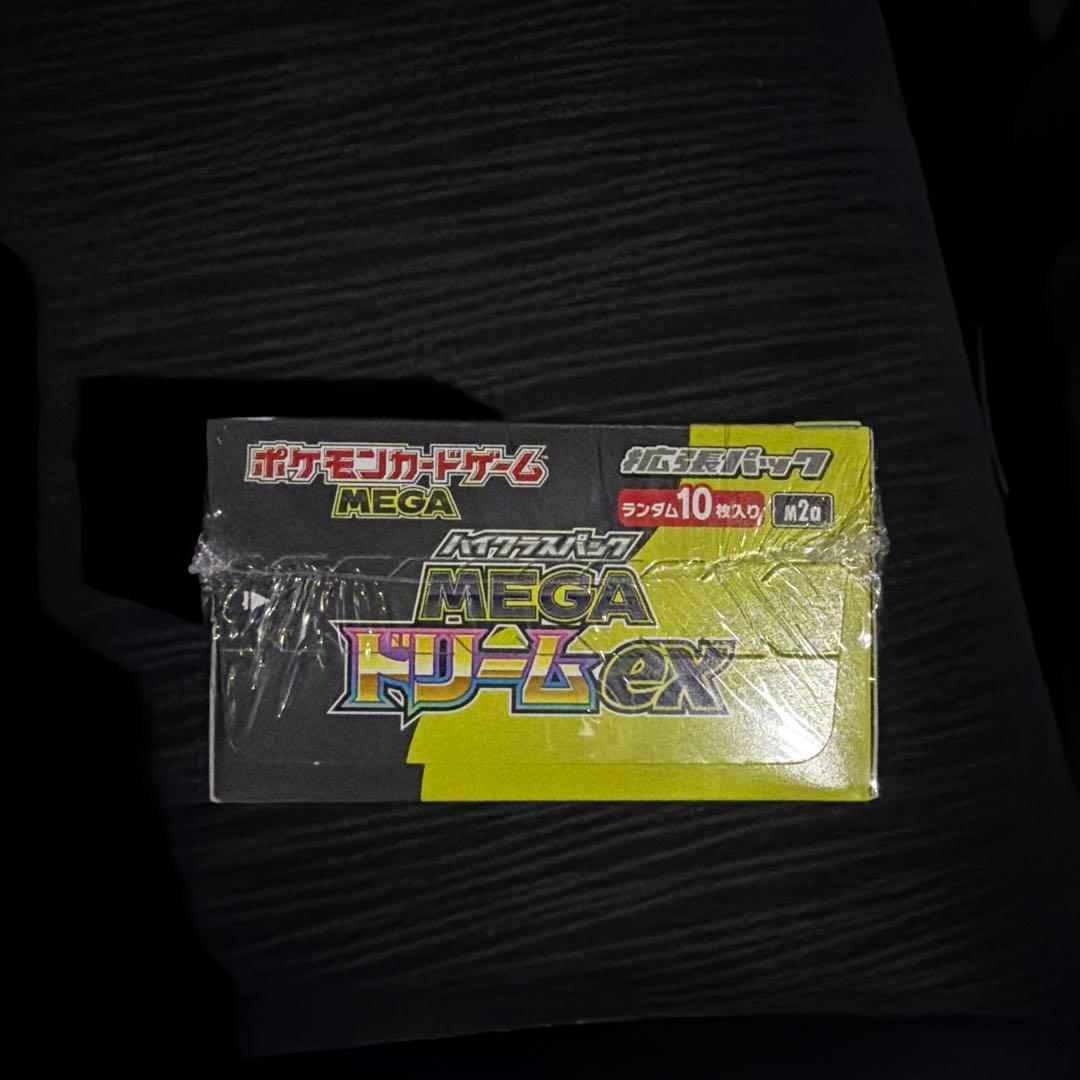 ポケモンカードゲーム
MEGA
拡張パック
ランダム10枚入り M2a
ハイクラスパック
MEGA
ドリームex